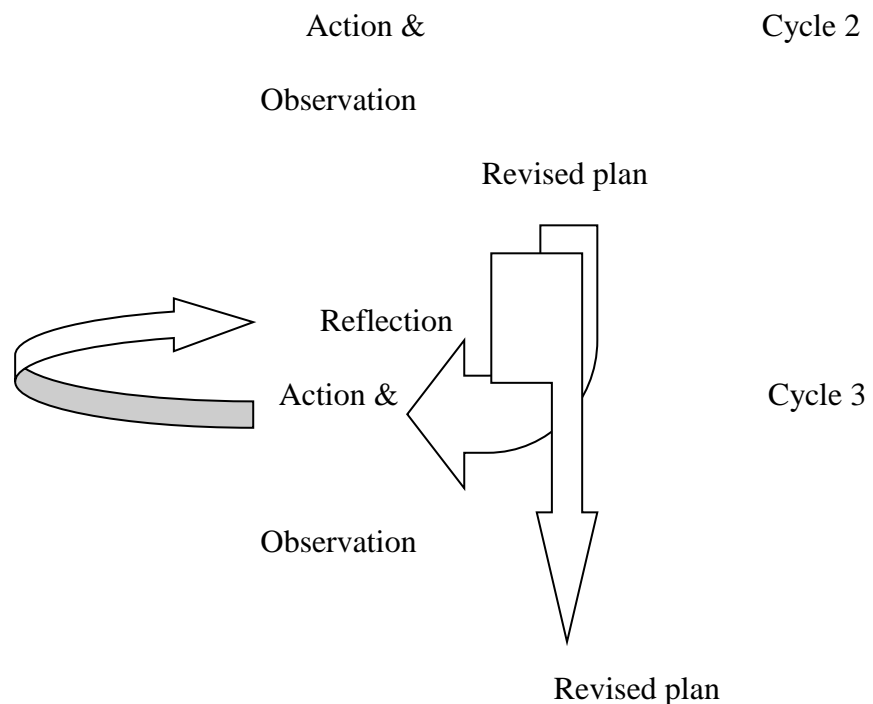 Action & Cycle 2
Observation
Revised plan
Reflection
Action & Cycle 3
Observation
Revised plan